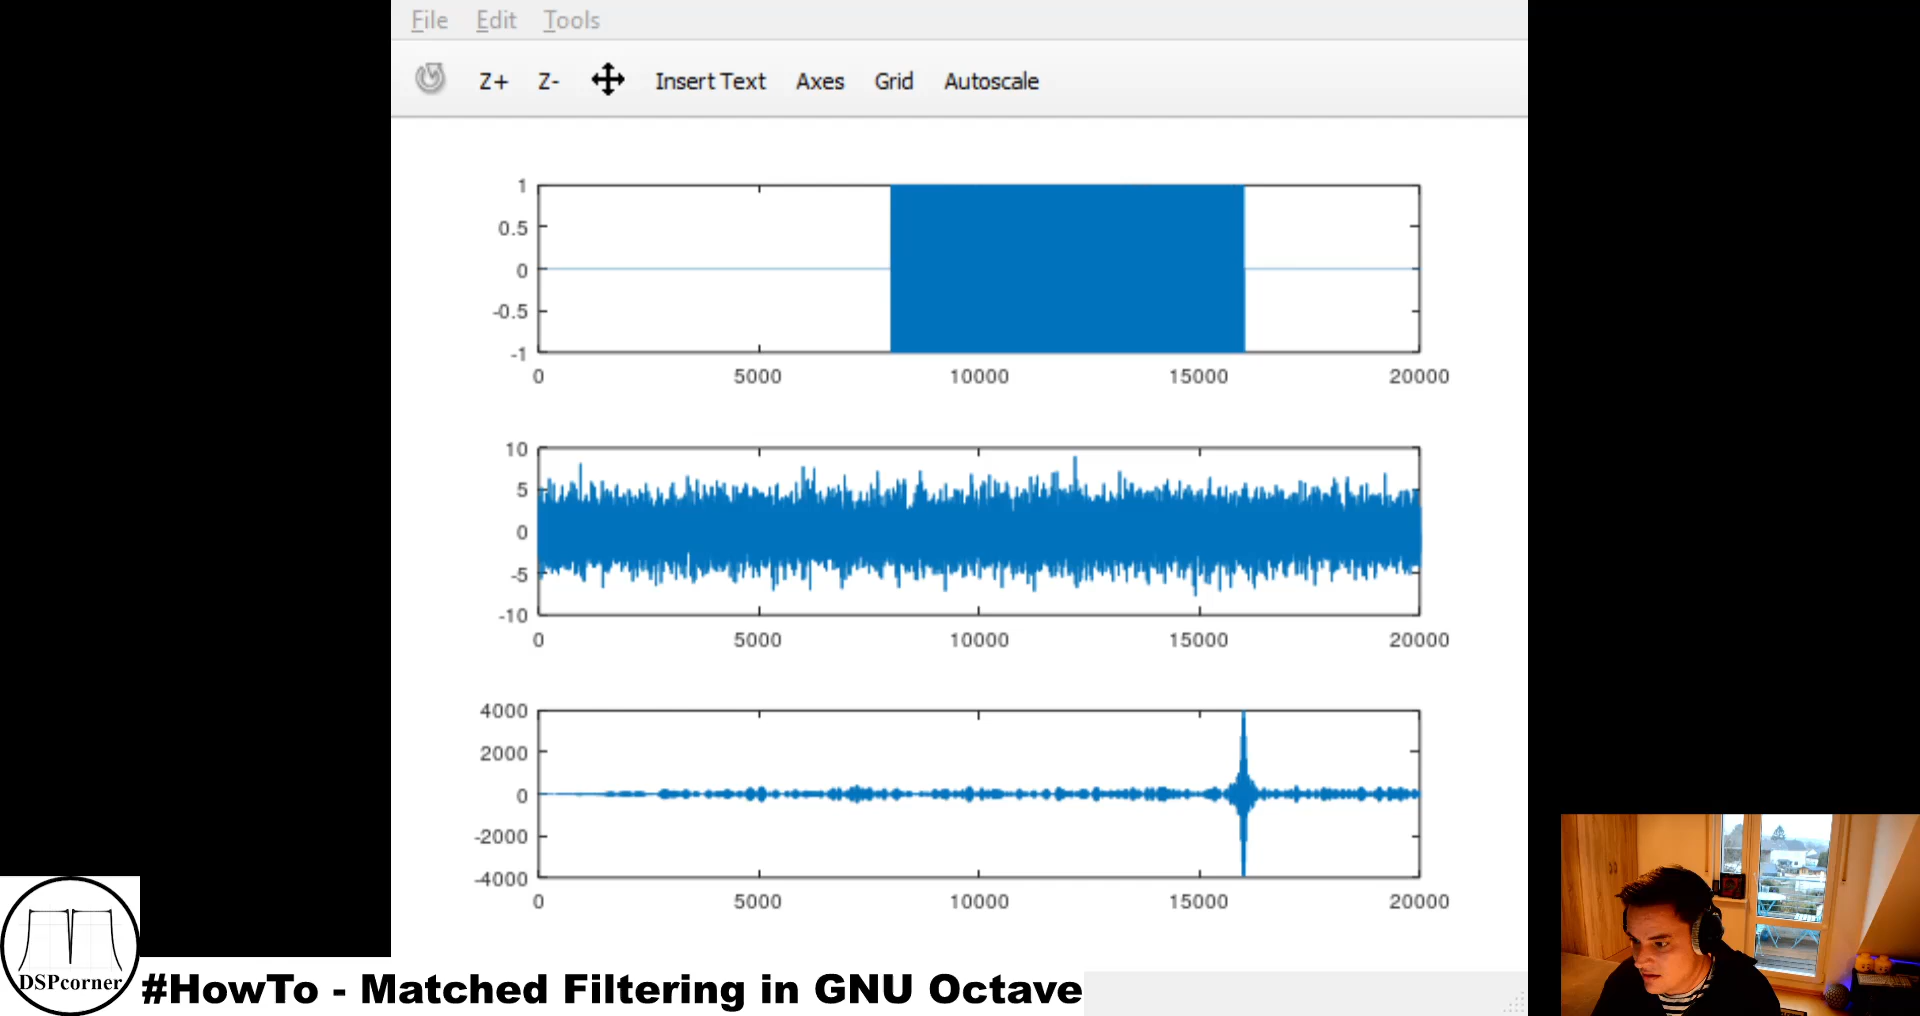 File Edit Tools
Z+ Z- Insert Text Axes Grid Autoscale
1
0.5
0
-0.5
-1
0 5000 10000 15000 20000
10
5
0
-5
-10
0 5000 10000 15000 20000
4000
2000
0
-2000
-4000
0 5000 10000 15000 20000
DSPcorner
#HowTo - Matched Filtering in GNU Octave